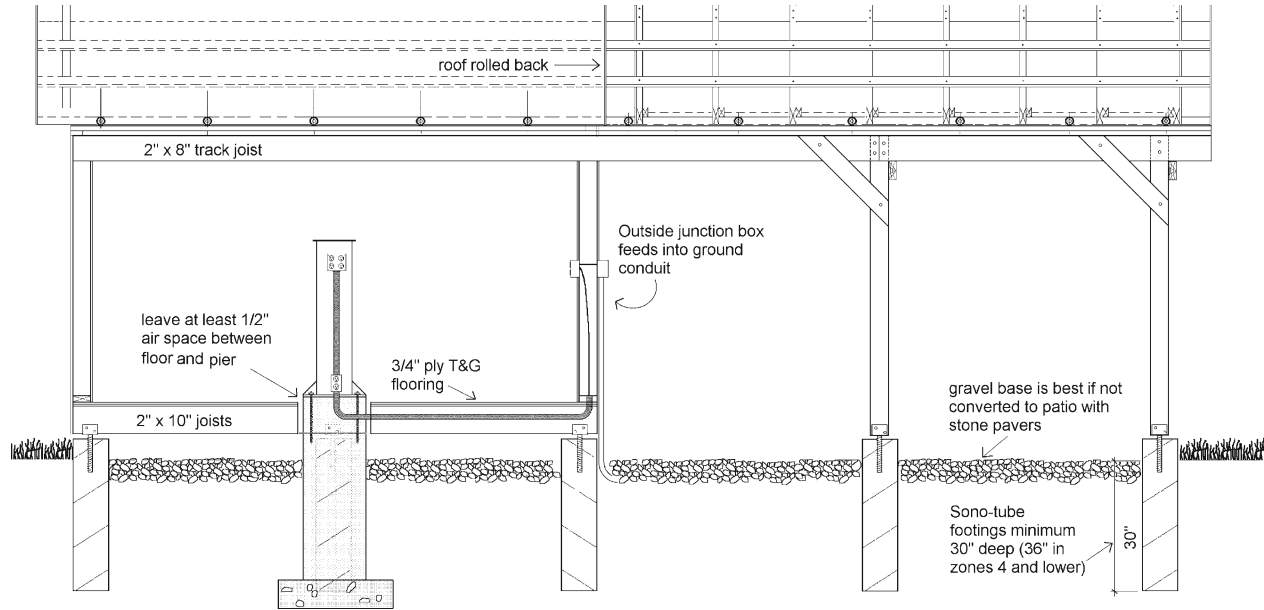 roof rolled back
2" x 8" track joist
Outside junction box
feeds into ground
conduit
leave at least 1/2"
air space between
floor and pier
3/4" ply T&G
flooring
gravel base is best if not
converted to patio with
stone pavers
2" x 10" joists
Sono-tube
footings minimum
30" deep (36" in
zones 4 and lower)
30"